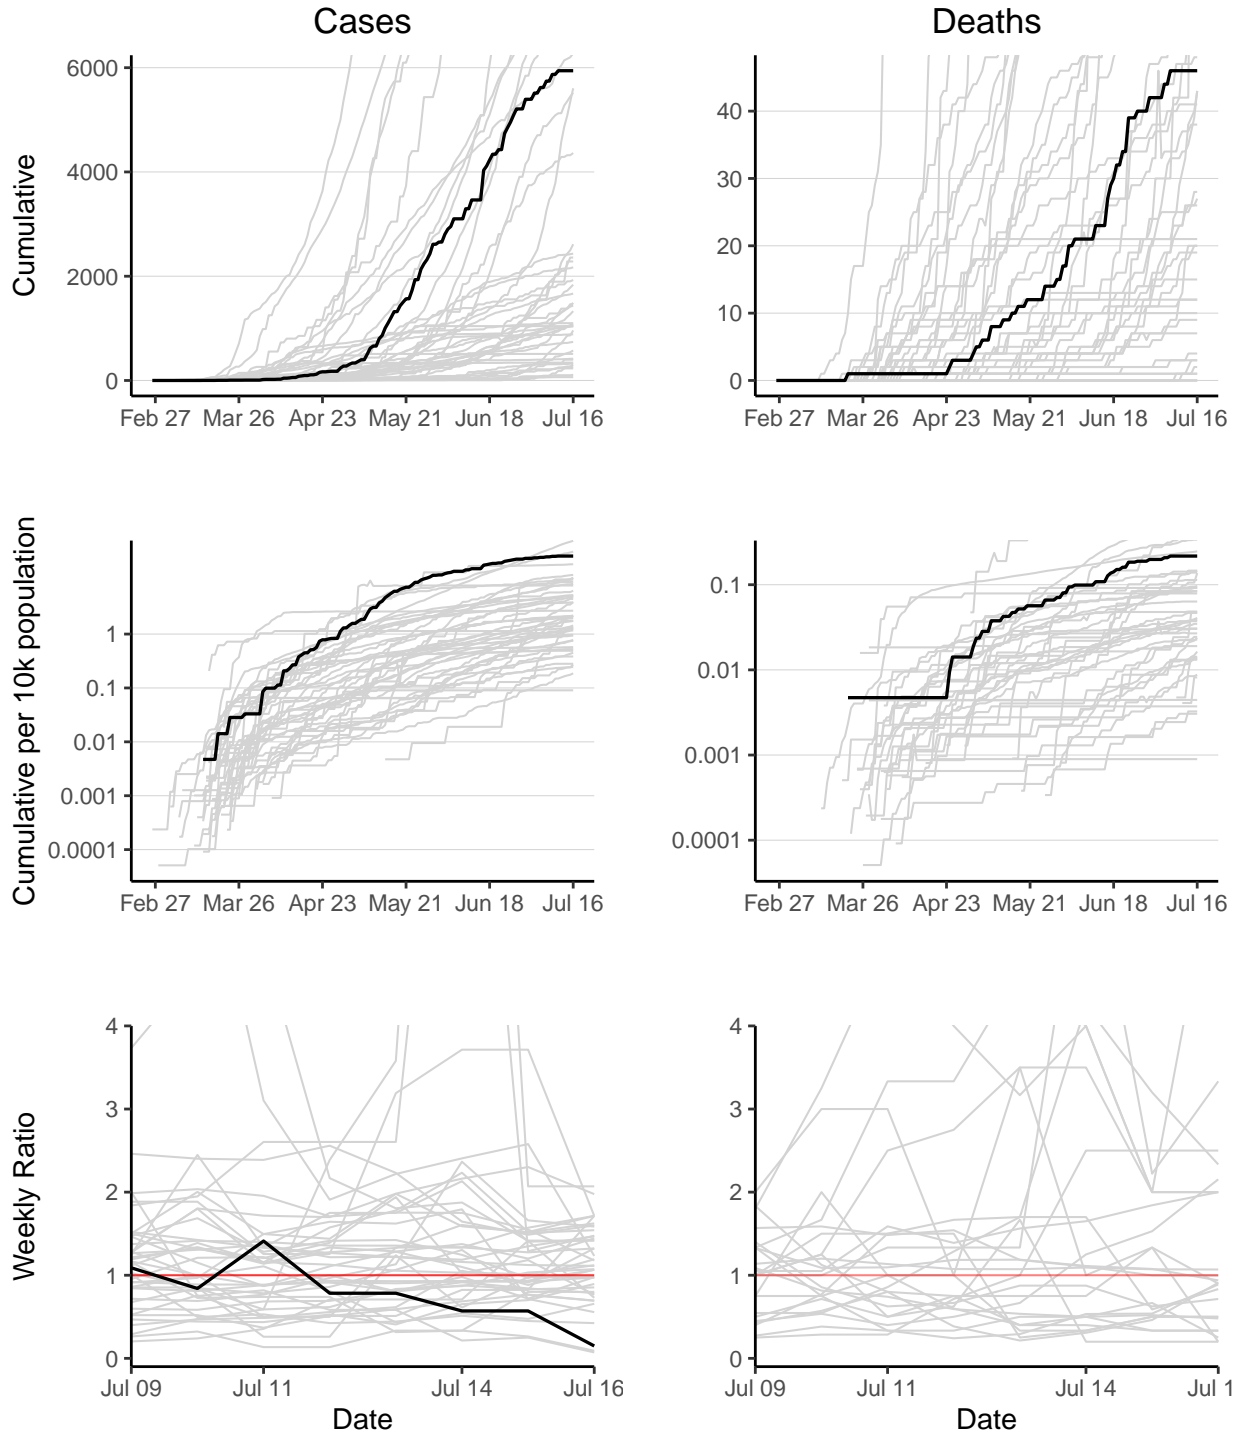 Cases Deaths
Cumulative
6000
4000
2000
0
Feb 27 Mar 26 Apr 23 May 21 Jun 18 Jul 16
40
30
20
10
0
Feb 27 Mar 26 Apr 23 May 21 Jun 18 Jul 16
Cumulative per 10k population
1
0.1
0.01
0.001
0.0001
Feb 27 Mar 26 Apr 23 May 21 Jun 18 Jul 16
0.1
0.01
0.001
0.0001
Feb 27 Mar 26 Apr 23 May 21 Jun 18 Jul 16
Weekly Ratio
4
3
2
1
0
Jul 09 Jul 11 Jul 14 Jul 16
Date
4
3
2
1
0
Jul 09 Jul 11 Jul 14 Jul 1
Date